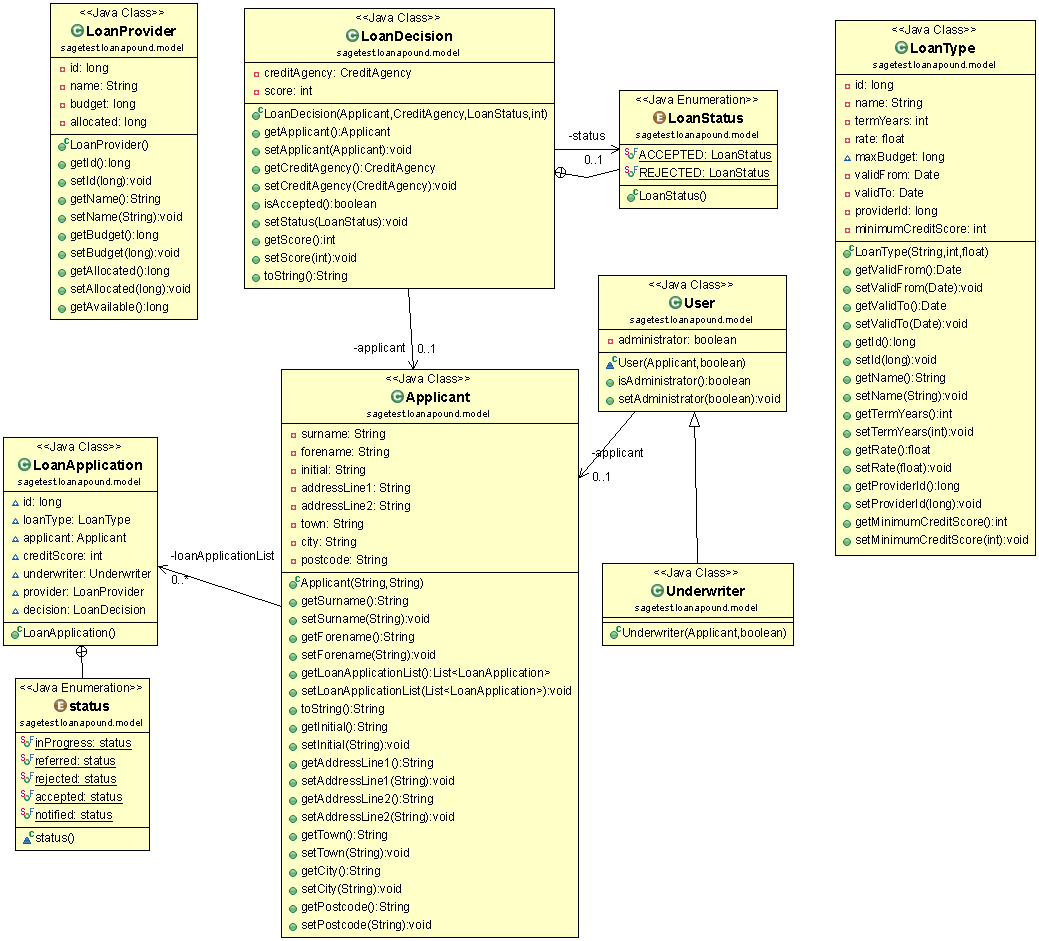 <<Java Class>>
LoanProvider
sagetest.loanapound.model
id: long
name: String
budget: long
allocated: long
LoanProvider()
getId():long
setId(long):void
getName():String
setName(String):void
getBudget():long
setBudget(long):void
getAllocated():long
setAllocated(long):void
getAvailable():long
<<Java Class>>
LoanDecision
sagetest.loanapound.model
creditAgency: CreditAgency
score: int
LoanDecision(Applicant,CreditAgency,LoanStatus,int)
getApplicant():Applicant
setApplicant(Applicant):void
getCreditAgency():CreditAgency
setCreditAgency(CreditAgency):void
isAccepted():boolean
setStatus(LoanStatus):void
getScore():int
setScore(int):void
toString():String
-status
0..1
<<Java Enumeration>>
LoanStatus
sagetest.loanapound.model
ACCEPTED: LoanStatus
REJECTED: LoanStatus
LoanStatus()
<<Java Class>>
LoanType
sagetest.loanapound.model
id: long
name: String
termYears: int
rate: float
maxBudget: long
validFrom: Date
validTo: Date
providerId: long
minimumCreditScore: int
LoanType(String,int,float)
getValidFrom():Date
setValidFrom(Date):void
getValidTo():Date
setValidTo(Date):void
getId():long
setId(long):void
getName():String
setName(String):void
getTermYears():int
setTermYears(int):void
getRate():float
setRate(float):void
getProviderId():long
setProviderId(long):void
getMinimumCreditScore():int
setMinimumCreditScore(int):void
<<Java Class>>
User
sagetest.loanapound.model
administrator: boolean
User(Applicant,boolean)
isAdministrator():boolean
setAdministrator(boolean):void
-applicant
0..1
-applicant
0..1
<<Java Class>>
Applicant
sagetest.loanapound.model
surname: String
forename: String
initial: String
addressLine1: String
addressLine2: String
town: String
city: String
postcode: String
Applicant(String,String)
getSurname():String
setSurname(String):void
getForename():String
setForename(String):void
getLoanApplicationList():List<LoanApplication>
setLoanApplicationList(List<LoanApplication>):void
toString():String
getInitial():String
setInitial(String):void
getAddressLine1():String
setAddressLine1(String):void
getAddressLine2():String
setAddressLine2(String):void
getTown():String
setTown(String):void
getCity():String
setCity(String):void
getPostcode():String
setPostcode(String):void
<<Java Class>>
LoanApplication
sagetest.loanapound.model
id: long
loanType: LoanType
applicant: Applicant
creditScore: int
underwriter: Underwriter
provider: LoanProvider
decision: LoanDecision
LoanApplication()
-loanApplicationList
0..*
<<Java Class>>
Underwriter
sagetest.loanapound.model
Underwriter(Applicant,boolean)
<<Java Enumeration>>
status
sagetest.loanapound.model
inProgress: status
referred: status
rejected: status
accepted: status
notified: status
status()